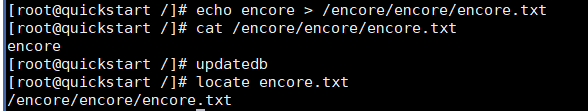 [root@quickstart /]# echo encore > /encore/encore/encore.txt
[root@quickstart /]# cat /encore/encore/encore.txt
encore
[root@quickstart /]# updatedb
[root@quickstart /]# locate encore.txt
/encore/encore/encore.txt